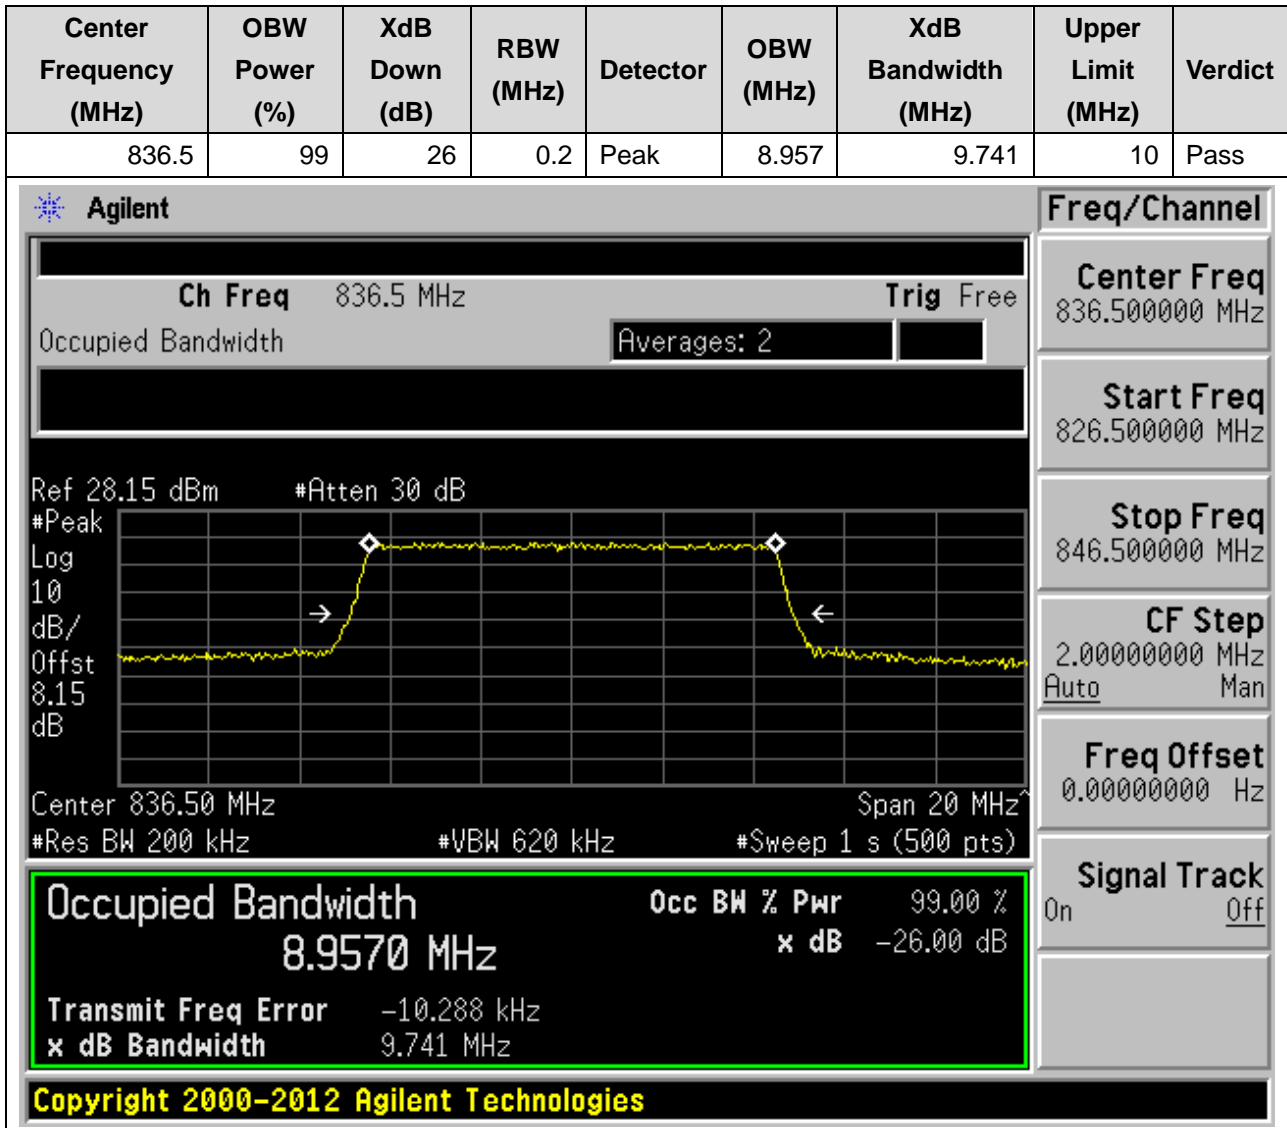 Center Frequency (MHz) OBW Power (%) XdB Down (dB) RBW (MHz) Detector OBW (MHz) XdB Bandwidth (MHz) Upper Limit (MHz) Verdict
836.5 99 26 0.2 Peak 8.957 9.741 10 Pass
Agilent
Freq/Channel
Ch Freq 836.5 MHz Trig Free
Occupied Bandwidth Averages: 2
Center Freq
836.500000 MHz
Start Freq
826.500000 MHz
Stop Freq
846.500000 MHz
CF Step
2.00000000 MHz
Auto Man
Freq Offset
0.00000000 Hz
Signal Track
On Off
Ref 28.15 dBm #Atten 30 dB
#Peak
Log
10
dB/
Offst
8.15
dB
Center 836.50 MHz Span 20 MHz^
#Res BW 200 kHz #VBW 620 kHz #Sweep 1 s (500 pts)
Occupied Bandwidth Occ BW % Pwr 99.00 %
8.9570 MHz x dB -26.00 dB
Transmit Freq Error -10.288 kHz
x dB Bandwidth 9.741 MHz
Copyright 2000-2012 Agilent Technologies